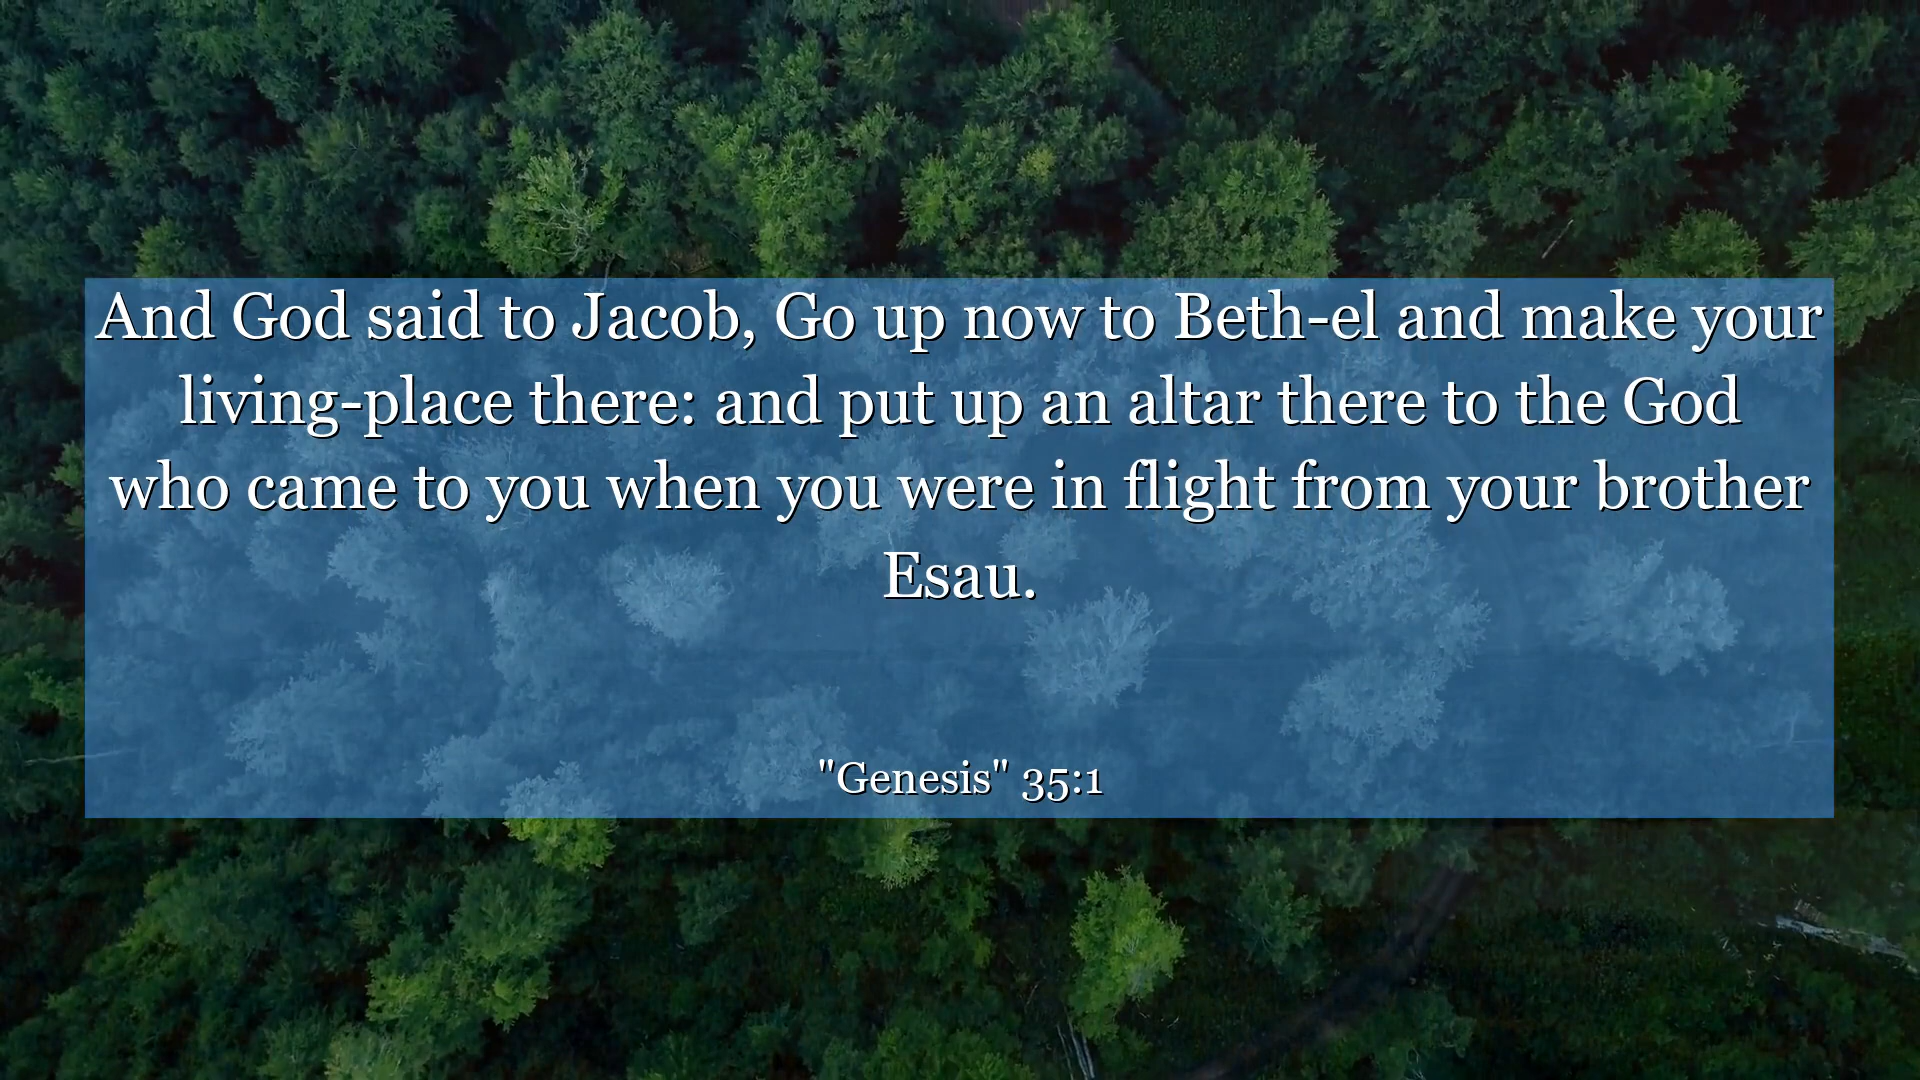 And God said to Jacob, Go up now to Beth-el and make your
living-place there: and put up an altar there to the God
who came to you when you were in flight from your brother
Esau.
"Genesis" 35:1